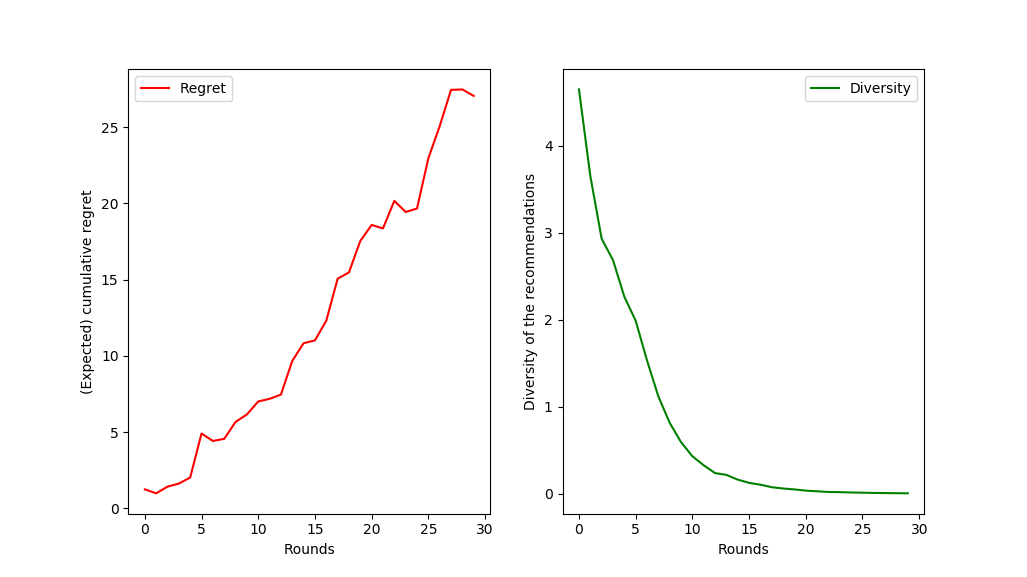 Regret
(Expected) cumulative regret
25
20
15
10
5
0
0 5 10 15 20 25 30
Rounds
Diversity
Diversity of the recommendations
4
3
2
1
0
0 5 10 15 20 25 30
Rounds